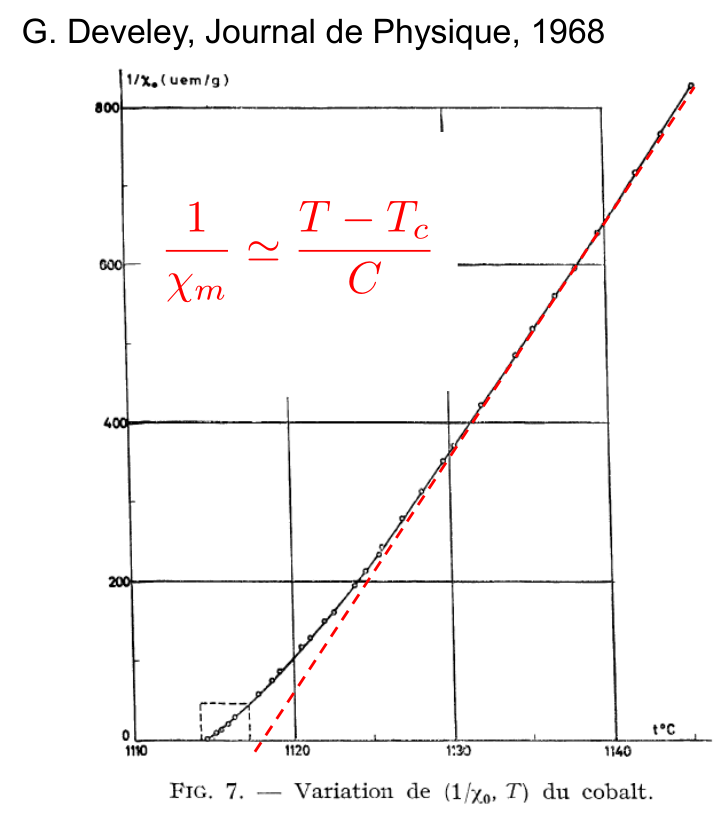 G. Develey, Journal de Physique, 1968
1/χ₀ (uem/g)
800
1/χₘ ≃ (T − T_c)/C
600
400
200
0
1110 1120 1130 1140
t°C
FIG. 7. — Variation de (1/χ₀, T) du cobalt.